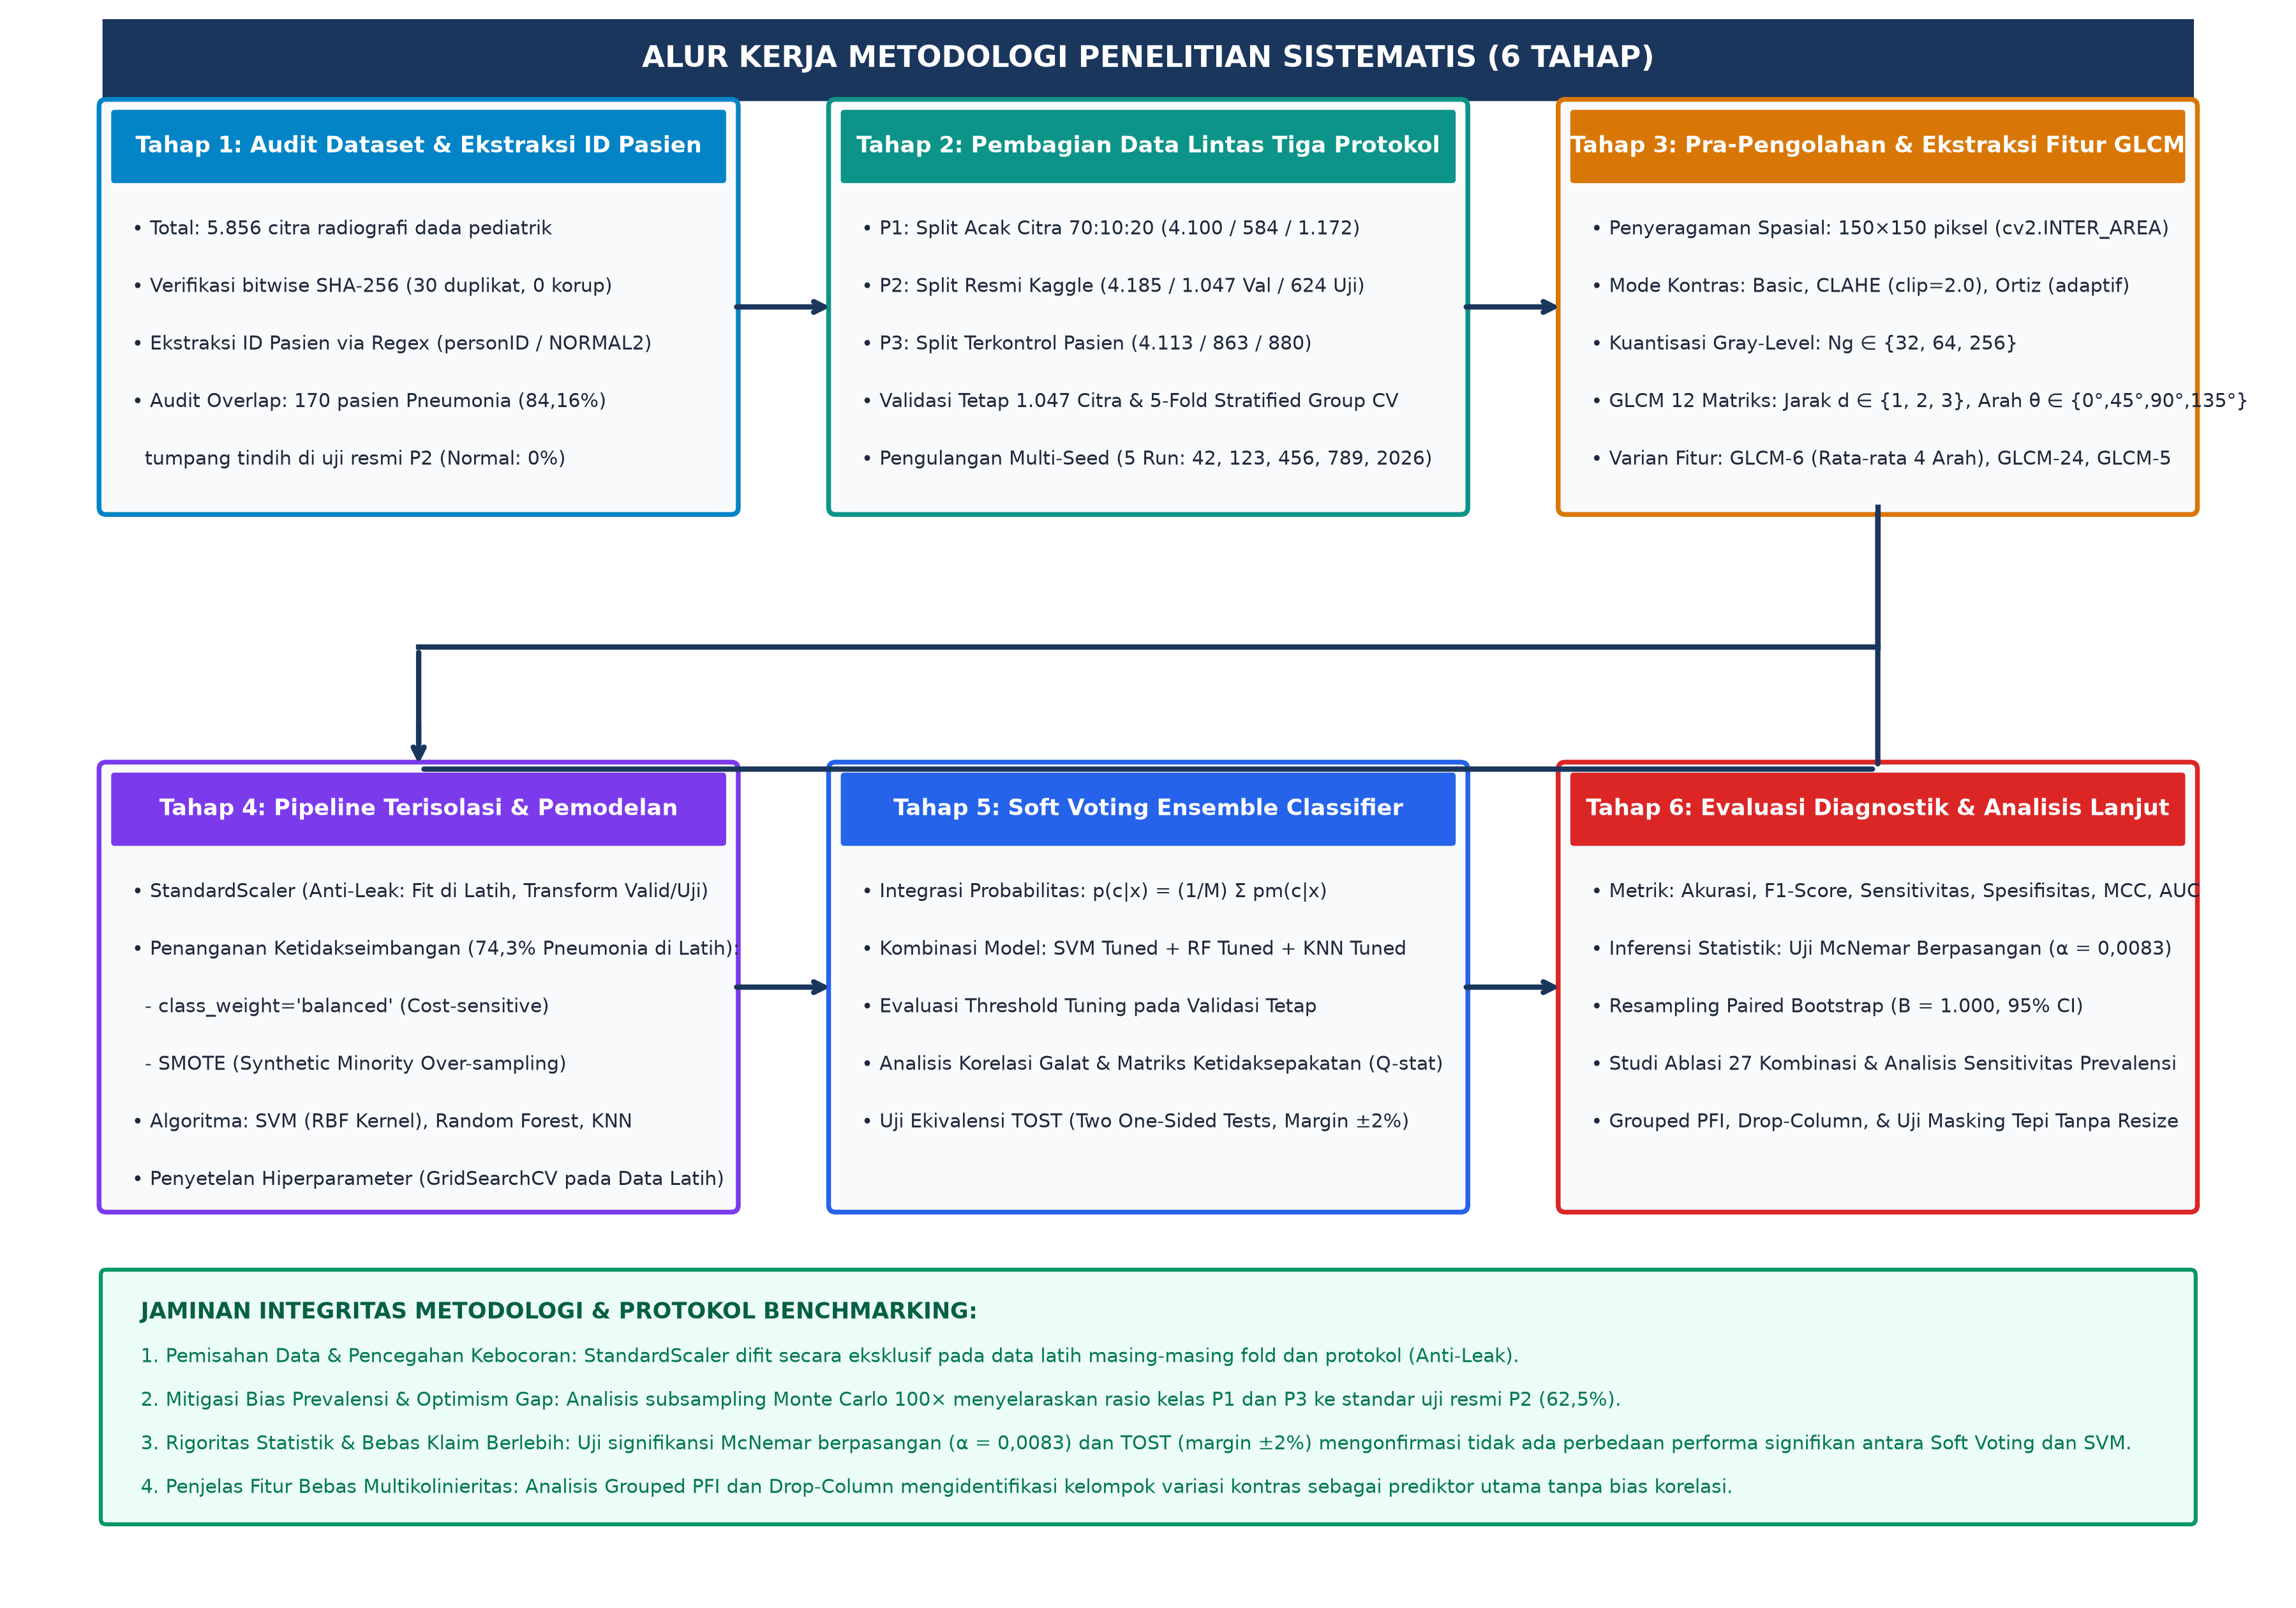 ALUR KERJA METODOLOGI PENELITIAN SISTEMATIS (6 TAHAP)
Tahap 1: Audit Dataset & Ekstraksi ID Pasien
• Total: 5.856 citra radiografi dada pediatrik
• Verifikasi bitwise SHA-256 (30 duplikat, 0 korup)
• Ekstraksi ID Pasien via Regex (personID / NORMAL2)
• Audit Overlap: 170 pasien Pneumonia (84,16%)
tumpang tindih di uji resmi P2 (Normal: 0%)
Tahap 2: Pembagian Data Lintas Tiga Protokol
• P1: Split Acak Citra 70:10:20 (4.100 / 584 / 1.172)
• P2: Split Resmi Kaggle (4.185 / 1.047 Val / 624 Uji)
• P3: Split Terkontrol Pasien (4.113 / 863 / 880)
• Validasi Tetap 1.047 Citra & 5-Fold Stratified Group CV
• Pengulangan Multi-Seed (5 Run: 42, 123, 456, 789, 2026)
Tahap 3: Pra-Pengolahan & Ekstraksi Fitur GLCM
• Penyeragaman Spasial: 150×150 piksel (cv2.INTER_AREA)
• Mode Kontras: Basic, CLAHE (clip=2.0), Ortiz (adaptif)
• Kuantisasi Gray-Level: Ng ∈ {32, 64, 256}
• GLCM 12 Matriks: Jarak d ∈ {1, 2, 3}, Arah θ ∈ {0°,45°,90°,135°}
• Varian Fitur: GLCM-6 (Rata-rata 4 Arah), GLCM-24, GLCM-5
Tahap 4: Pipeline Terisolasi & Pemodelan
• StandardScaler (Anti-Leak: Fit di Latih, Transform Valid/Uji)
• Penanganan Ketidakseimbangan (74,3% Pneumonia di Latih):
- class_weight='balanced' (Cost-sensitive)
- SMOTE (Synthetic Minority Over-sampling)
• Algoritma: SVM (RBF Kernel), Random Forest, KNN
• Penyetelan Hiperparameter (GridSearchCV pada Data Latih)
Tahap 5: Soft Voting Ensemble Classifier
• Integrasi Probabilitas: p(c|x) = (1/M) Σ pm(c|x)
• Kombinasi Model: SVM Tuned + RF Tuned + KNN Tuned
• Evaluasi Threshold Tuning pada Validasi Tetap
• Analisis Korelasi Galat & Matriks Ketidaksepakatan (Q-stat)
• Uji Ekivalensi TOST (Two One-Sided Tests, Margin ±2%)
Tahap 6: Evaluasi Diagnostik & Analisis Lanjut
• Metrik: Akurasi, F1-Score, Sensitivitas, Spesifisitas, MCC, AUC
• Inferensi Statistik: Uji McNemar Berpasangan (α = 0,0083)
• Resampling Paired Bootstrap (B = 1.000, 95% CI)
• Studi Ablasi 27 Kombinasi & Analisis Sensitivitas Prevalensi
• Grouped PFI, Drop-Column, & Uji Masking Tepi Tanpa Resize
JAMINAN INTEGRITAS METODOLOGI & PROTOKOL BENCHMARKING:
1. Pemisahan Data & Pencegahan Kebocoran: StandardScaler difit secara eksklusif pada data latih masing-masing fold dan protokol (Anti-Leak).
2. Mitigasi Bias Prevalensi & Optimism Gap: Analisis subsampling Monte Carlo 100× menyelaraskan rasio kelas P1 dan P3 ke standar uji resmi P2 (62,5%).
3. Rigoritas Statistik & Bebas Klaim Berlebih: Uji signifikansi McNemar berpasangan (α = 0,0083) dan TOST (margin ±2%) mengonfirmasi tidak ada perbedaan performa signifikan antara Soft Voting dan SVM.
4. Penjelas Fitur Bebas Multikolinieritas: Analisis Grouped PFI dan Drop-Column mengidentifikasi kelompok variasi kontras sebagai prediktor utama tanpa bias korelasi.